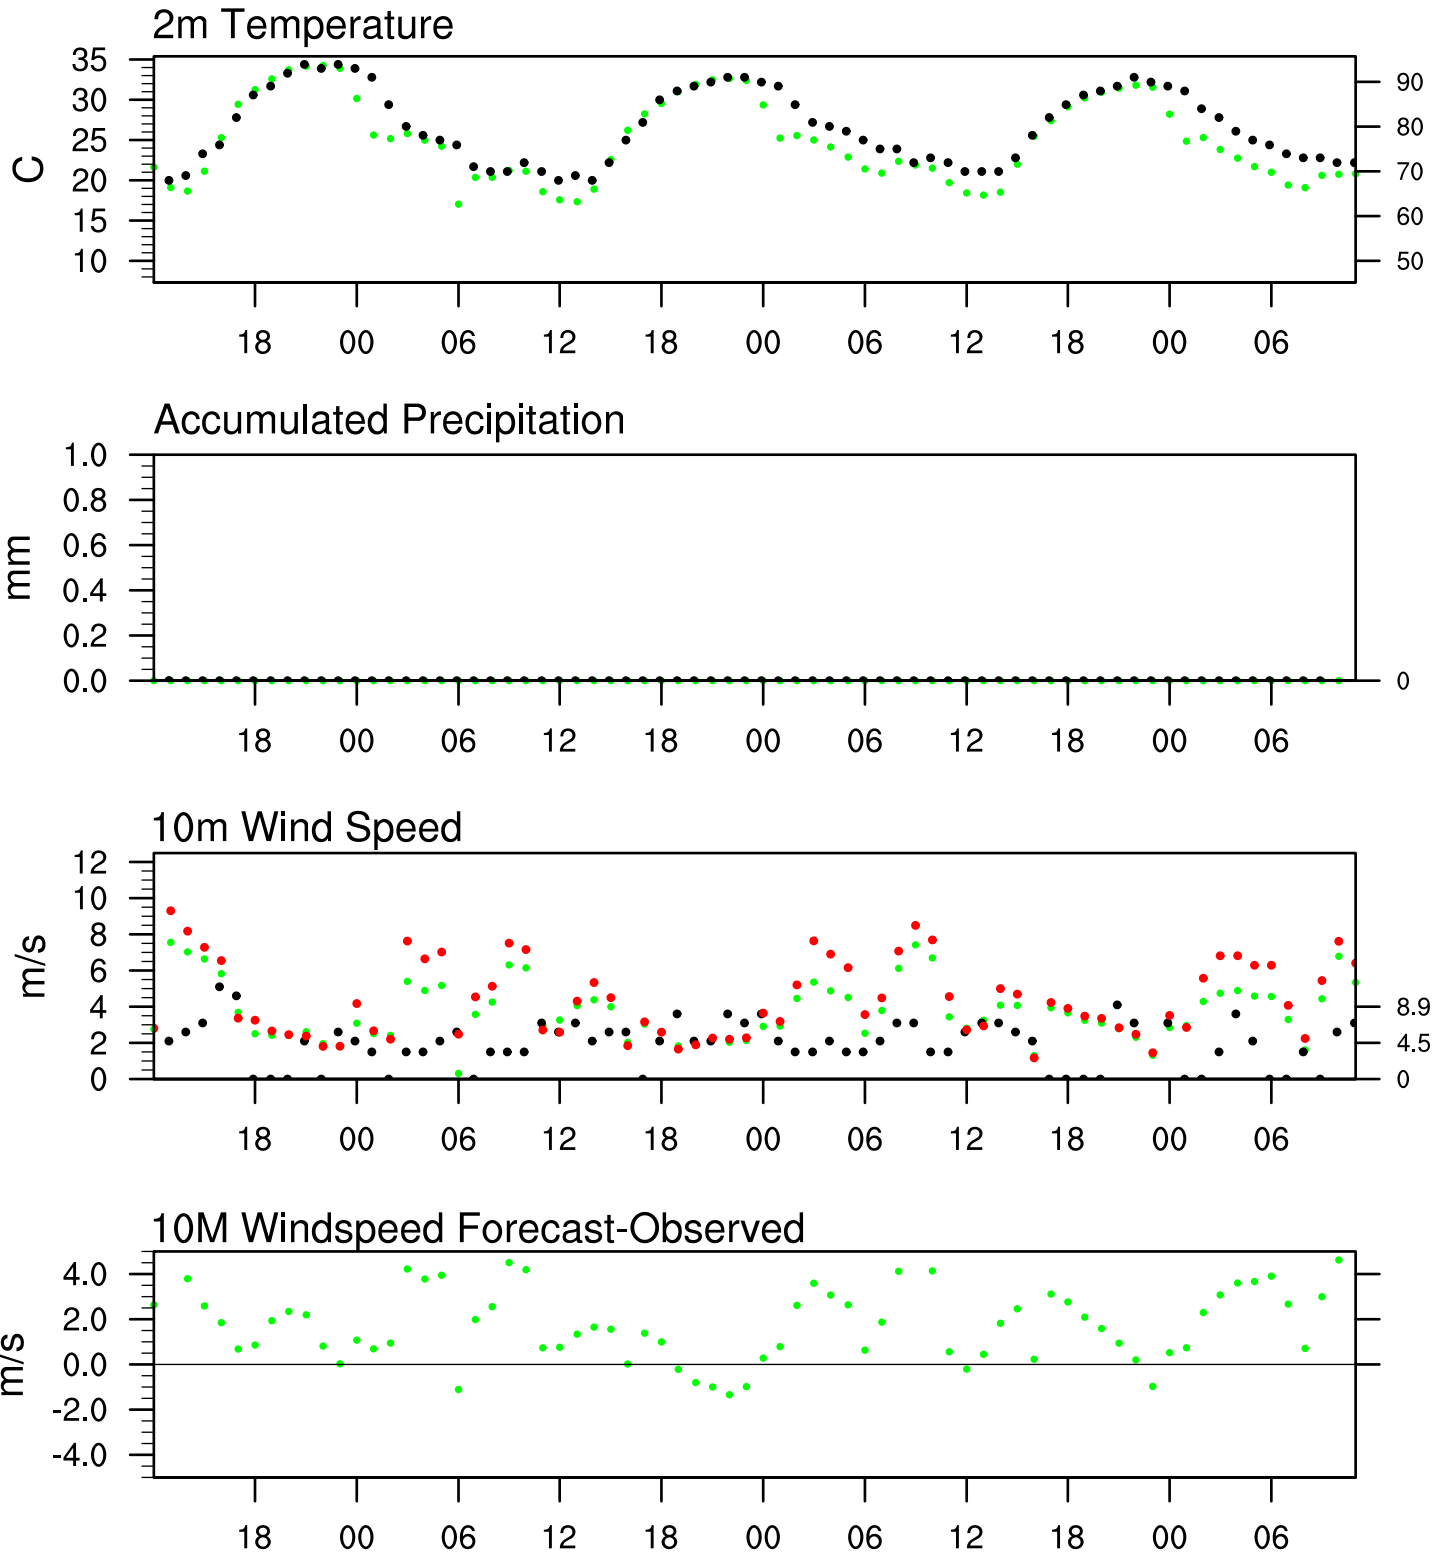 2m Temperature
35
30
25
20
15
10
C
90
80
70
60
50
18 00 06 12 18 00 06 12 18 00 06
Accumulated Precipitation
1.0
0.8
0.6
0.4
0.2
0.0
mm
0
18 00 06 12 18 00 06 12 18 00 06
10m Wind Speed
12
10
8
6
4
2
0
m/s
8.9
4.5
0
18 00 06 12 18 00 06 12 18 00 06
10M Windspeed Forecast-Observed
4.0
2.0
0.0
-2.0
-4.0
m/s
18 00 06 12 18 00 06 12 18 00 06